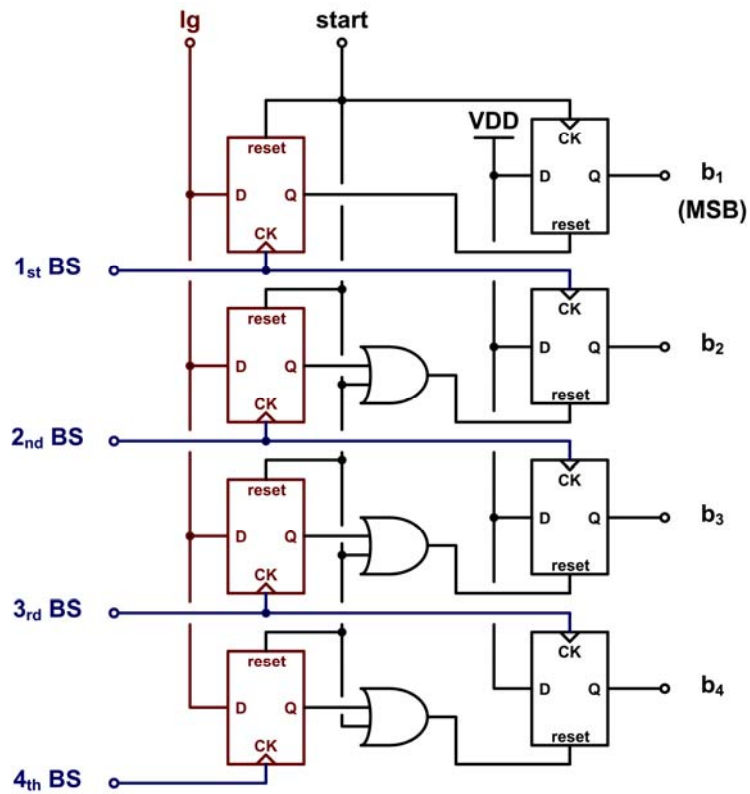 Ig start
VDD
reset CK
D Q D Q b₁
(MSB)
CK reset
1st BS
reset CK
D Q D Q b₂
CK reset
2nd BS
reset CK
D Q D Q b₃
CK reset
3rd BS
reset CK
D Q D Q b₄
CK reset
4th BS